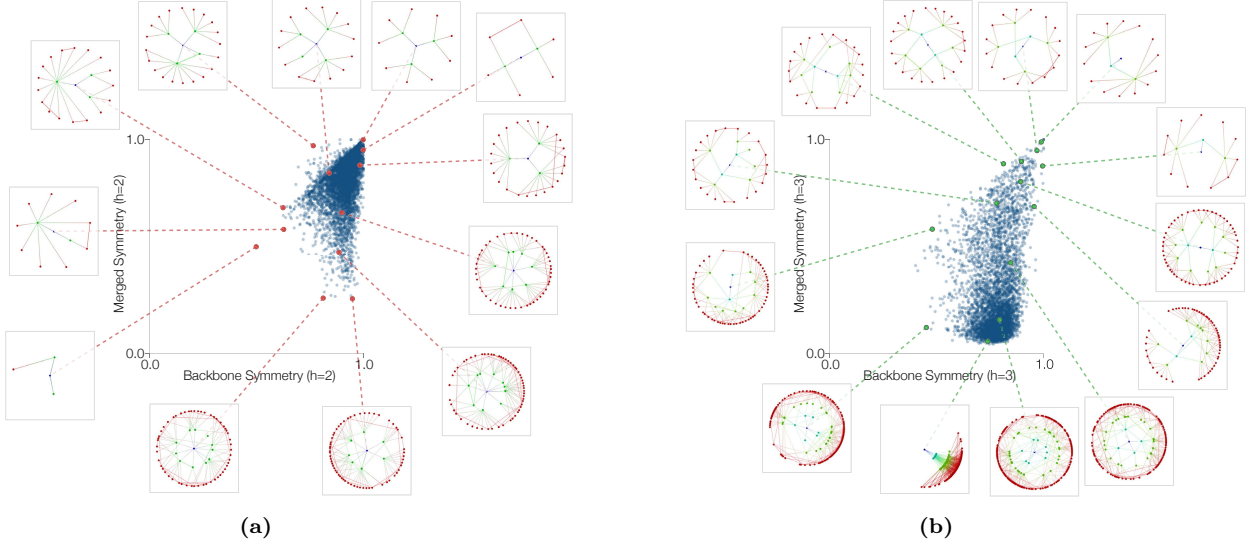 1.0
Merged Symmetry (h=2)
0.0
0.0
1.0
Backbone Symmetry (h=2)
(a)
1.0
Merged Symmetry (h=3)
0.0
0.0
1.0
Backbone Symmetry (h=3)
(b)